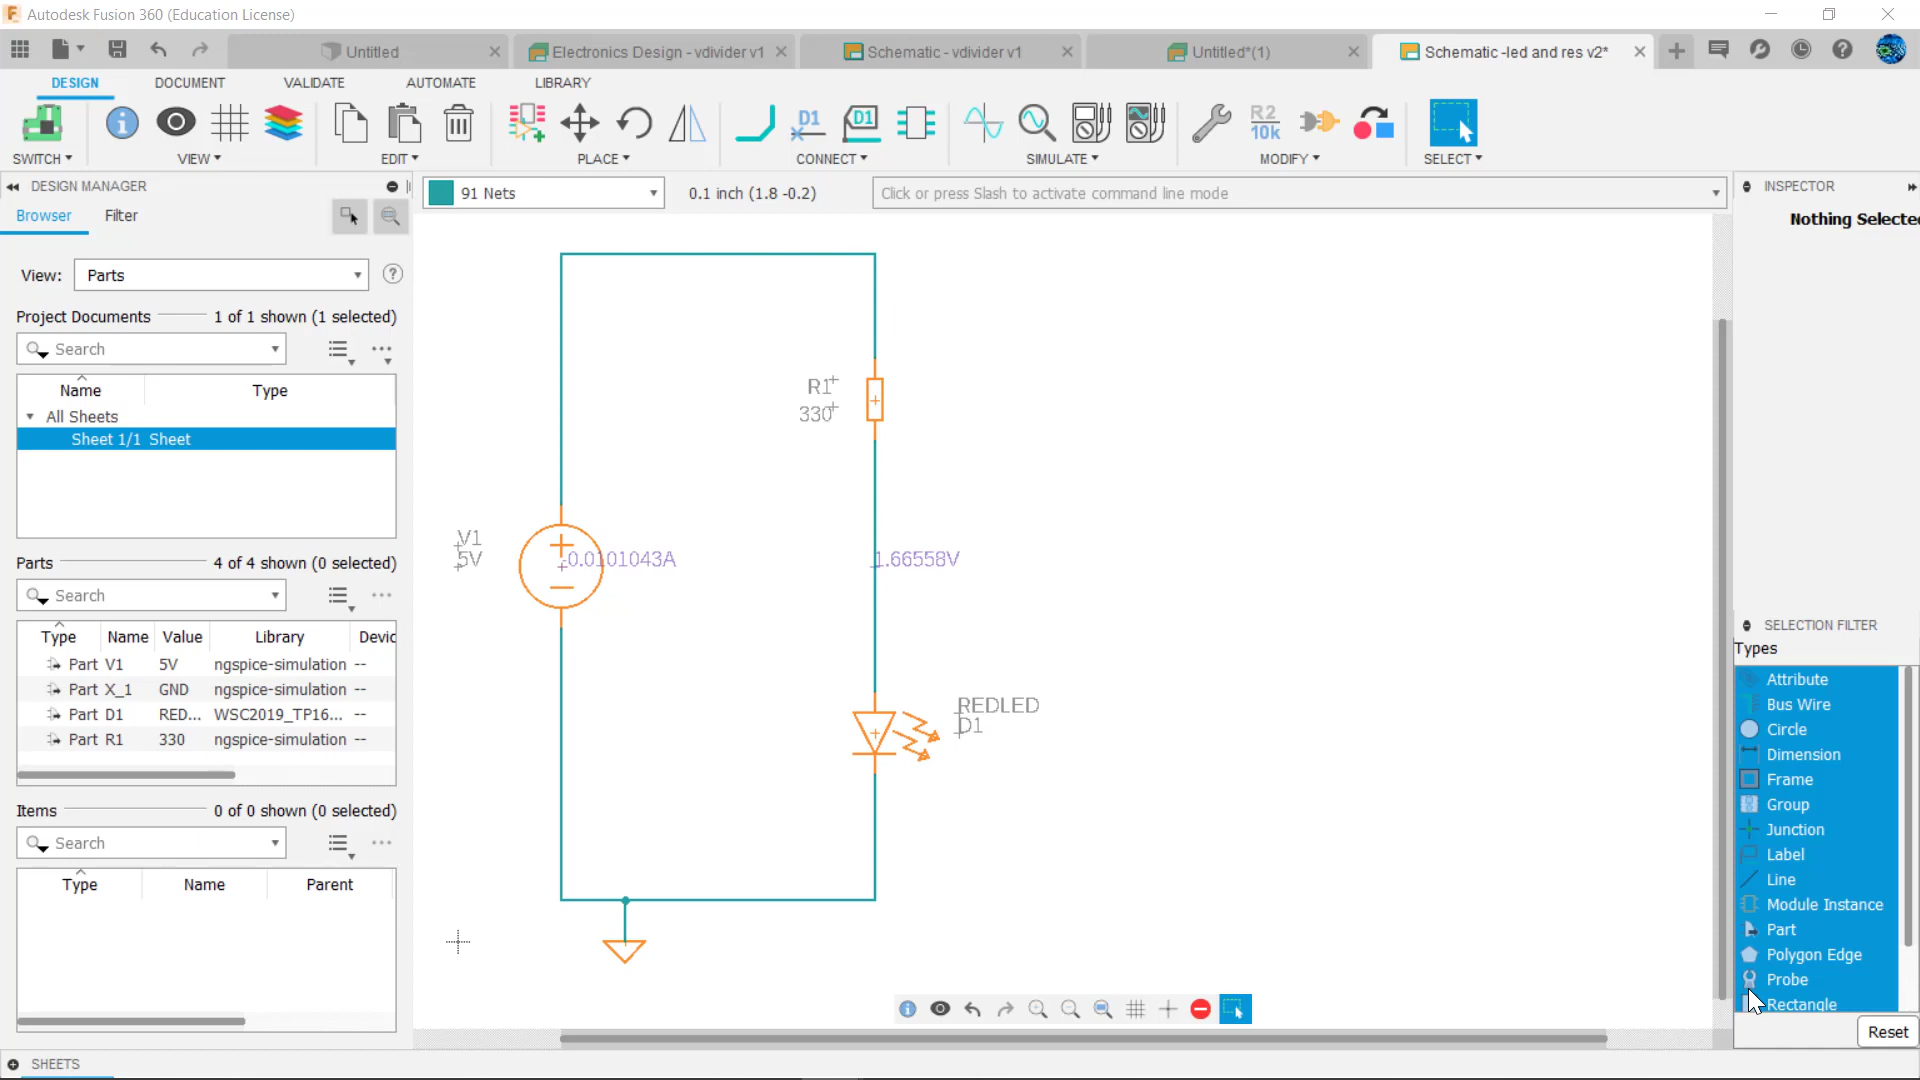 Autodesk Fusion 360 (Education License)
Untitled
Electronics Design - vdivider v1
Schematic - vdivider v1
Untitled*(1)
Schematic -led and res v2*
DESIGN
DOCUMENT
VALIDATE
AUTOMATE
LIBRARY
D1
D1
R2
10k
SWITCH
VIEW
EDIT
PLACE
CONNECT
SIMULATE
MODIFY
SELECT
DESIGN MANAGER
91 Nets
0.1 inch (1.8 -0.2)
Click or press Slash to activate command line mode
INSPECTOR
Browser
Filter
Nothing Selected
View:
Parts
Project Documents
1 of 1 shown (1 selected)
Search
Name
Type
All Sheets
Sheet 1/1 Sheet
R1
330
V1
5V
-0.0101043A
1.66558V
REDLED
D1
Parts
4 of 4 shown (0 selected)
Search
Type Name Value Library Devic
Part V1 5V ngspice-simulation --
Part X_1 GND ngspice-simulation --
Part D1 RED... WSC2019_TP16... --
Part R1 330 ngspice-simulation --
Items
0 of 0 shown (0 selected)
Search
Type Name Parent
SELECTION FILTER
Types
Attribute
Bus Wire
Circle
Dimension
Frame
Group
Junction
Label
Line
Module Instance
Part
Polygon Edge
Probe
Rectangle
Reset
SHEETS